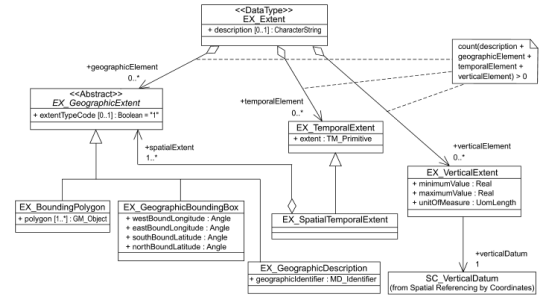 <<DataType>>
EX_Extent
+ description [0..1] : CharacterString
count(description +
geographicElement +
temporalElement +
verticalElement) > 0
+geographicElement
0..*
+temporalElement
0..*
+verticalElement
0..*
<<Abstract>>
EX_GeographicExtent
+ extentTypeCode [0..1] : Boolean = "1"
EX_TemporalExtent
+ extent : TM_Primitive
+spatialExtent
1..*
EX_VerticalExtent
+ minimumValue : Real
+ maximumValue : Real
+ unitOfMeasure : UomLength
EX_BoundingPolygon
+ polygon [1..*] : GM_Object
EX_GeographicBoundingBox
+ westBoundLongitude : Angle
+ eastBoundLongitude : Angle
+ southBoundLatitude : Angle
+ northBoundLatitude : Angle
EX_SpatialTemporalExtent
+verticalDatum
1
EX_GeographicDescription
+ geographicIdentifier : MD_Identifier
SC_VerticalDatum
(from Spatial Referencing by Coordinates)